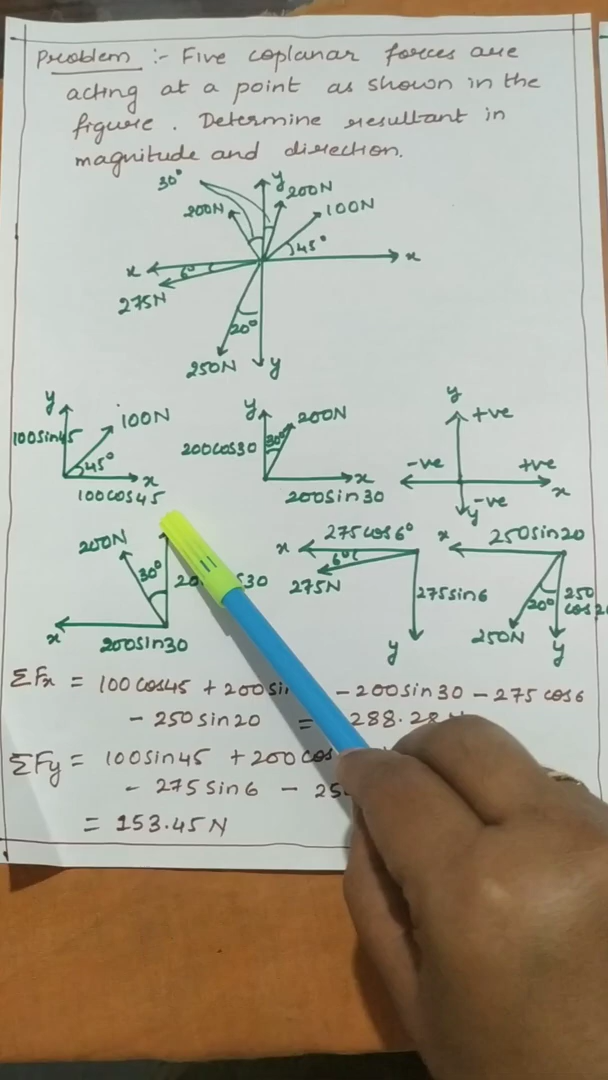 Problem :- Five coplanar forces are
acting at a point as shown in the
figure. Determine resultant in
magnitude and direction.
30° y
200N 200N 100N
45°
x 6° x
275N
20°
250N y
y 100N
100sin45
45° x
100cos45
y 200N
200cos30 30°
x
200sin30
y
+ve
-ve +ve
x
-ve
y
200N
30°
x
200sin30
275cos6°
x 6°
275N 275sin6
y
250sin20
x
20° 250
250N
y
ΣFx = 100cos45 + - 200sin30 - 275cos6
- 250sin20 =
ΣFy = 100sin45
- 275sin6 -
= 153.45N